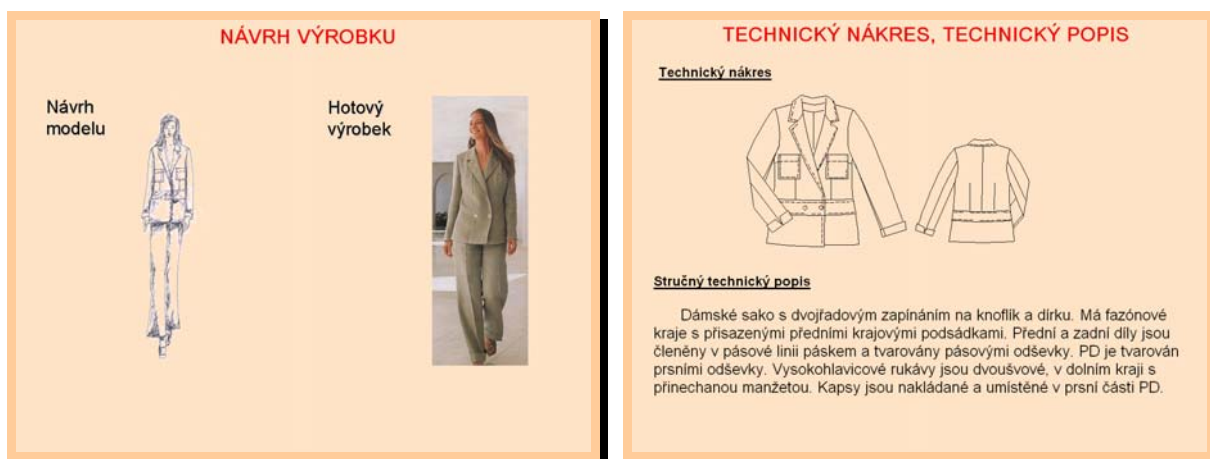 NÁVRH VÝROBKU
Návrh
modelu
Hotový
výrobek
TECHNICKÝ NÁKRES, TECHNICKÝ POPIS
Technický nákres
Stručný technický popis
Dámské sako s dvojřadovým zapínáním na knoflík a dírku. Má fazónové
kraje s přisazenými předními krajovými podsádkami. Přední a zadní díly jsou
členěny v pásové linii páskem a tvarovány pásovými odševky. PD je tvarován
prsními odševky. Vysokohlavicové rukávy jsou dvoušvové, v dolním kraji s
přinechanou manžetou. Kapsy jsou nakládané a umístěné v prsní části PD.